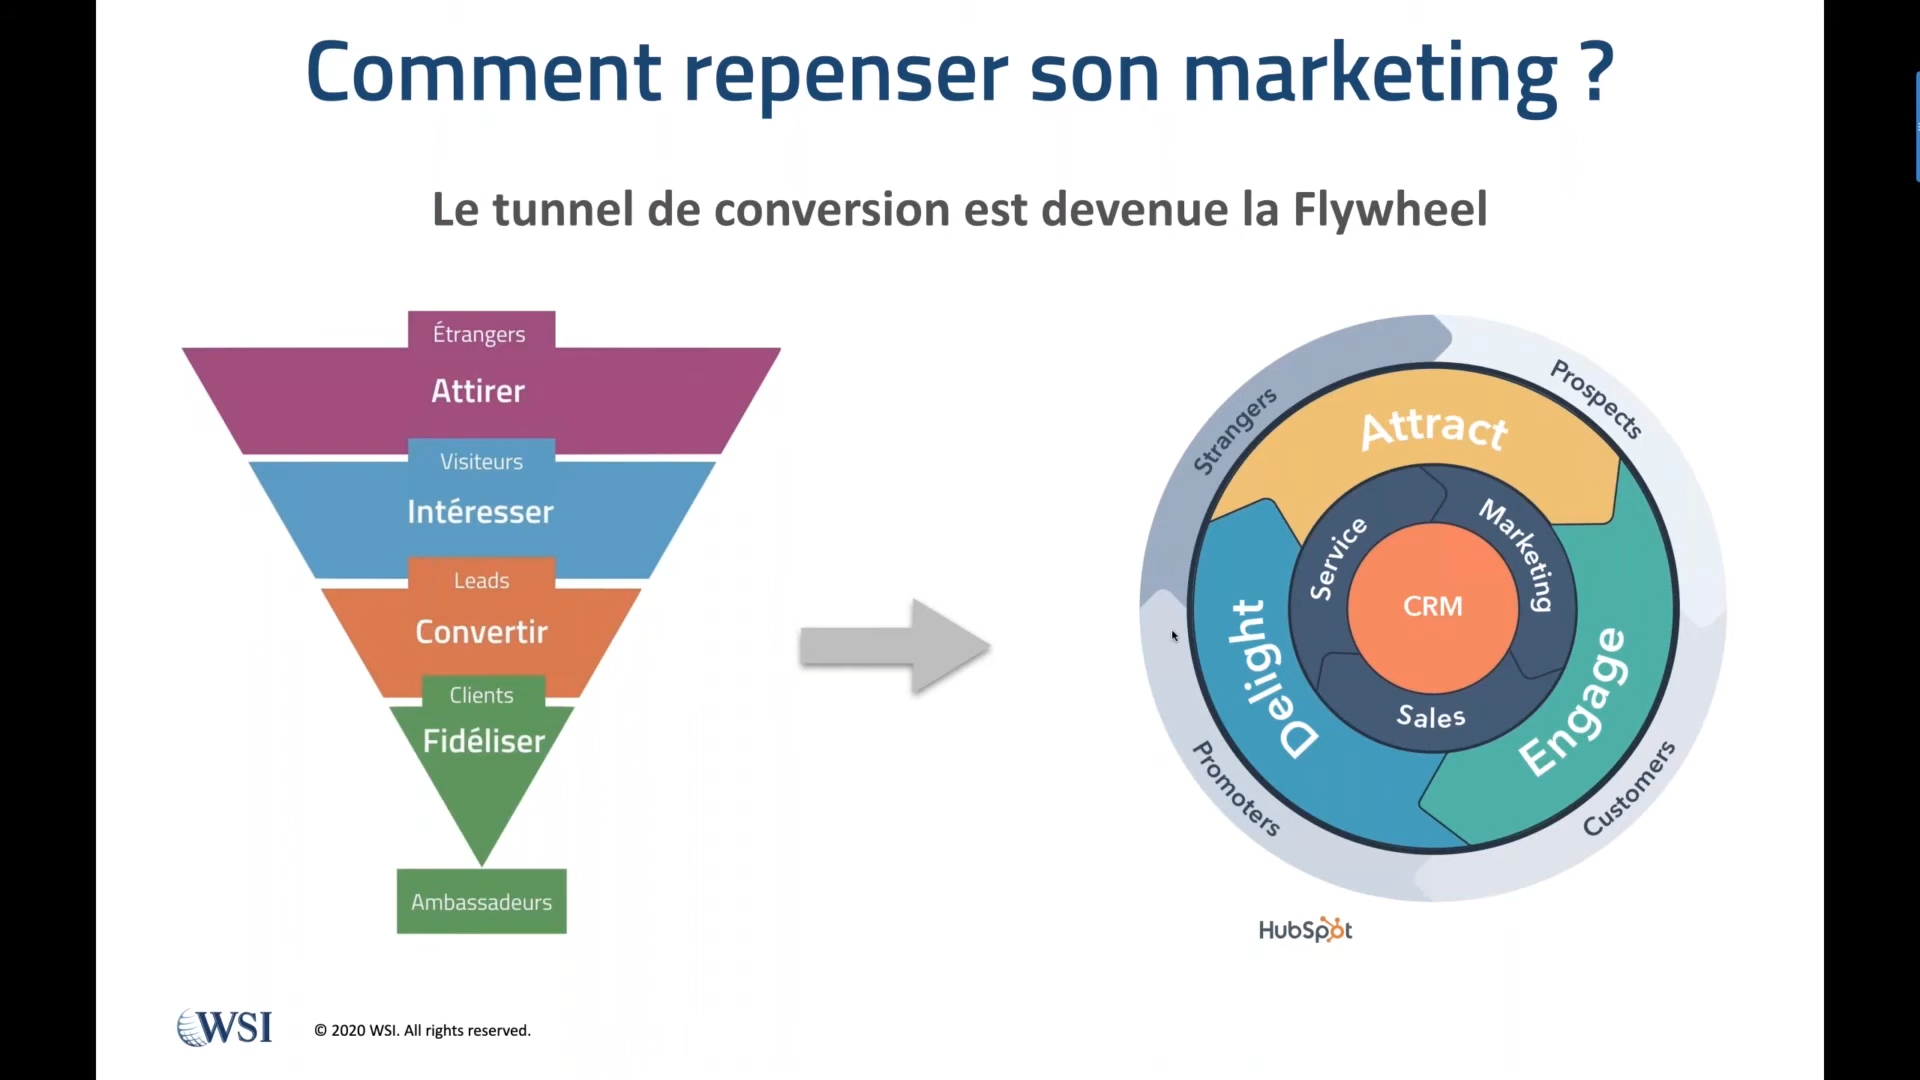 Comment repenser son marketing ?
Le tunnel de conversion est devenue la Flywheel
Étrangers
Attirer
Visiteurs
Intéresser
Leads
Convertir
Clients
Fidéliser
Ambassadeurs
Strangers
Prospects
Customers
Promoters
Attract
Engage
Delight
Service
Marketing
Sales
CRM
HubSpot
WSI
© 2020 WSI. All rights reserved.